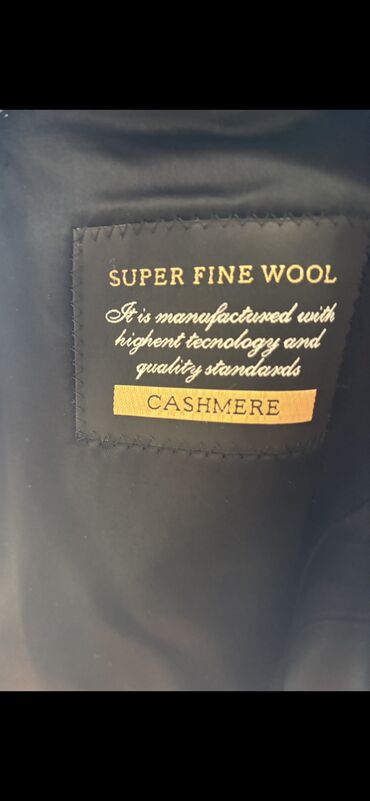 SUPER FINE WOOL
It is manufactured with
highent tecnology and
quality standards
CASHMERE